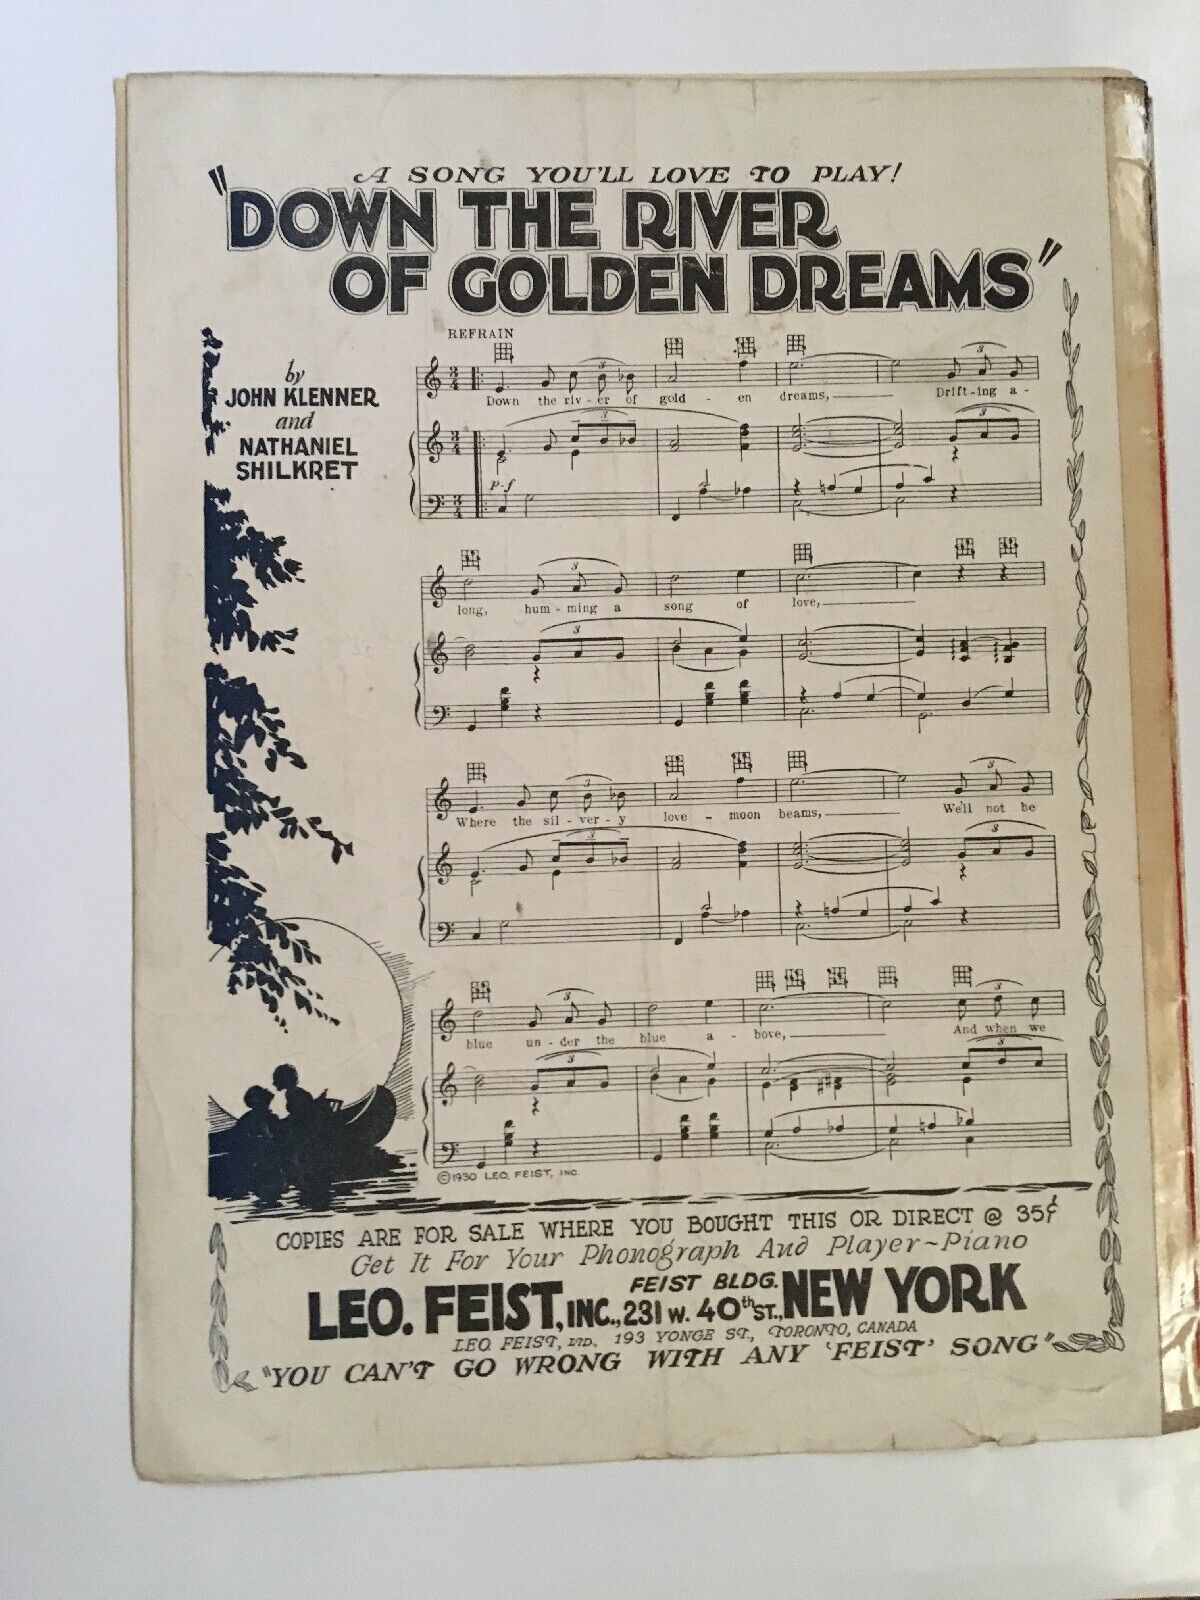 A SONG YOU'LL LOVE TO PLAY!
"DOWN THE RIVER
OF GOLDEN DREAMS"
REFRAIN
by
JOHN KLENNER
and
NATHANIEL
SHILKRET
Down the riv-er of gold-en dreams, Drift-ing a-
p-f
long, hum-ming a song of love,
Where the sil-ver-y love-moon beams, We'll not be
blue un-der the blue a-bove, And when we
©1930 LEO. FEIST, INC.
COPIES ARE FOR SALE WHERE YOU BOUGHT THIS OR DIRECT @ 35¢
Get It For Your Phonograph And Player-Piano
LEO. FEIST, INC., 231 W. 40th ST., FEIST BLDG. NEW YORK
LEO FEIST, LTD., 193 YONGE ST., TORONTO, CANADA
"YOU CAN'T GO WRONG WITH ANY 'FEIST' SONG"